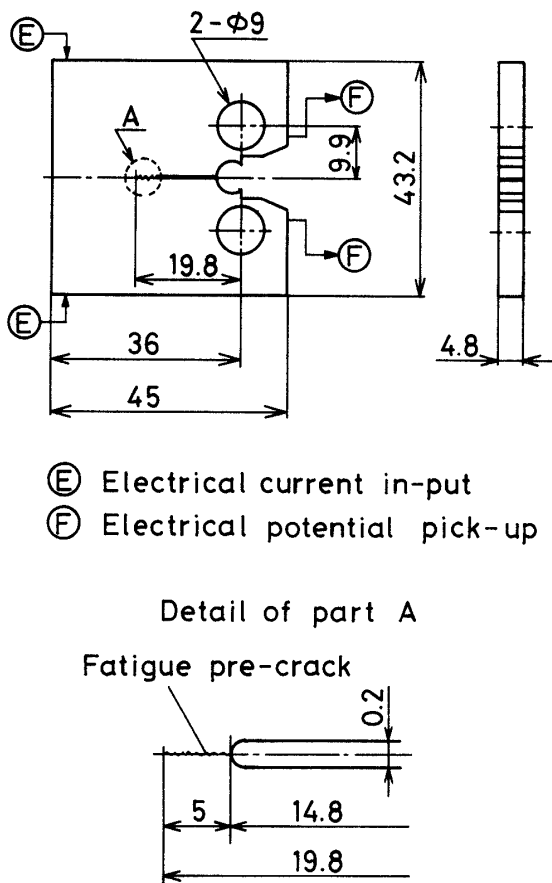 Ⓔ
2-Φ9
Ⓕ
A
9.9
43.2
19.8
Ⓕ
Ⓔ
36
4.8
45
Ⓔ Electrical current in-put
Ⓕ Electrical potential pick-up
Detail of part A
Fatigue pre-crack
0.2
5
14.8
19.8